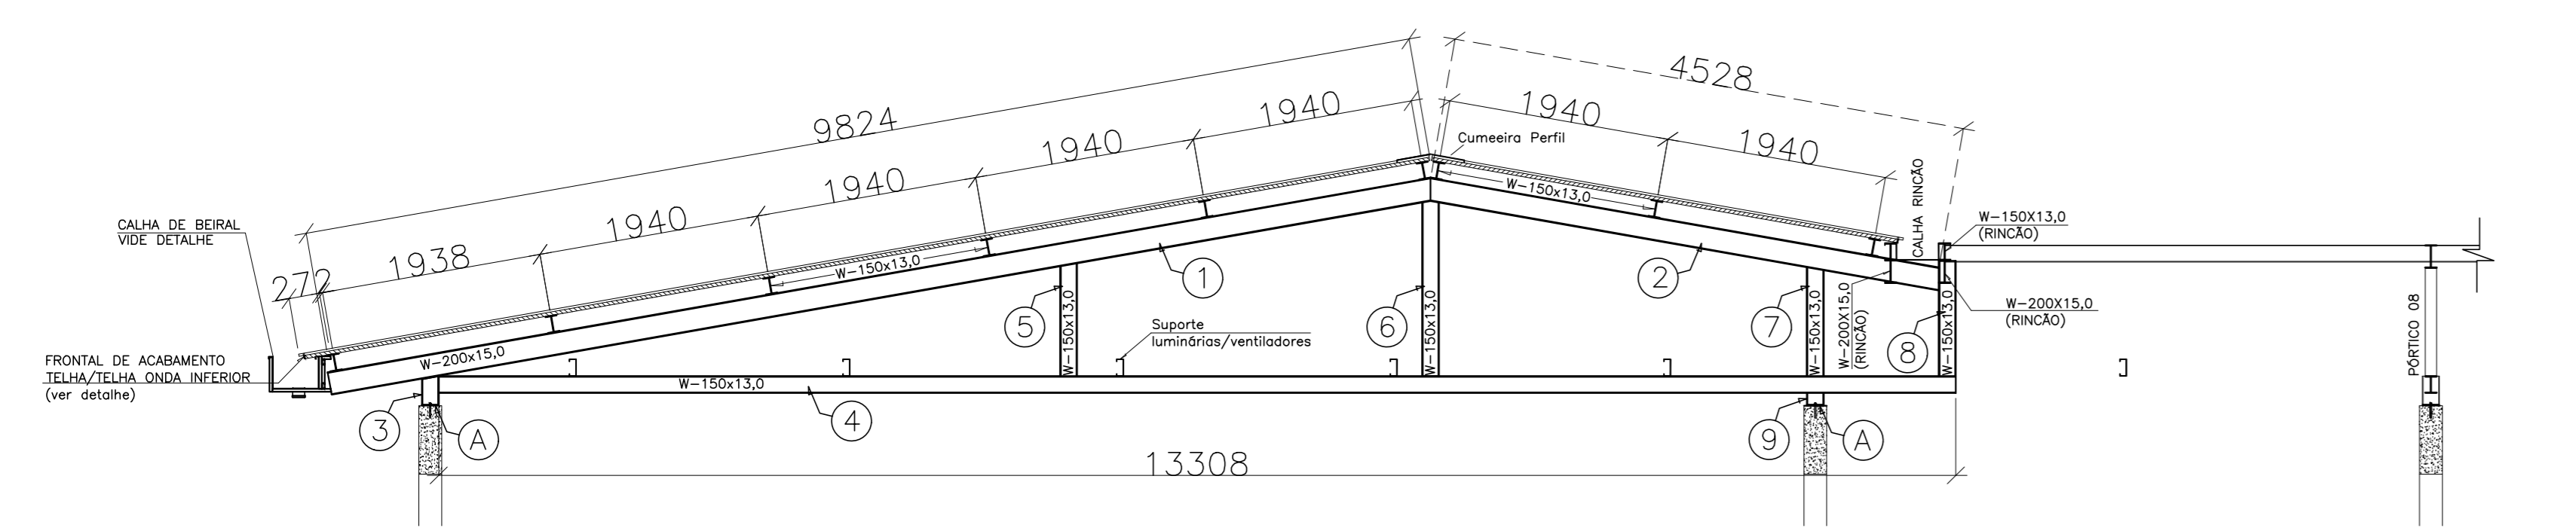 4528
9824
1940
1940
1940
1940
1940
1940
1938
272
Cumeeira Perfil
W-150x13,0
CALHA RINCÃO
W-150X13,0
(RINCÃO)
CALHA DE BEIRAL
VIDE DETALHE
W-150x13,0
1
2
W-200X15,0
(RINCÃO)
5
W-150x13,0
6
W-150x13,0
7
W-150x13,0
W-200X15,0
(RINCÃO)
8
W-150x13,0
PÓRTICO 08
Suporte
luminárias/ventiladores
FRONTAL DE ACABAMENTO
TELHA/TELHA ONDA INFERIOR
(ver detalhe)
W-200x15,0
W-150x13,0
3
A
4
9
A
13308